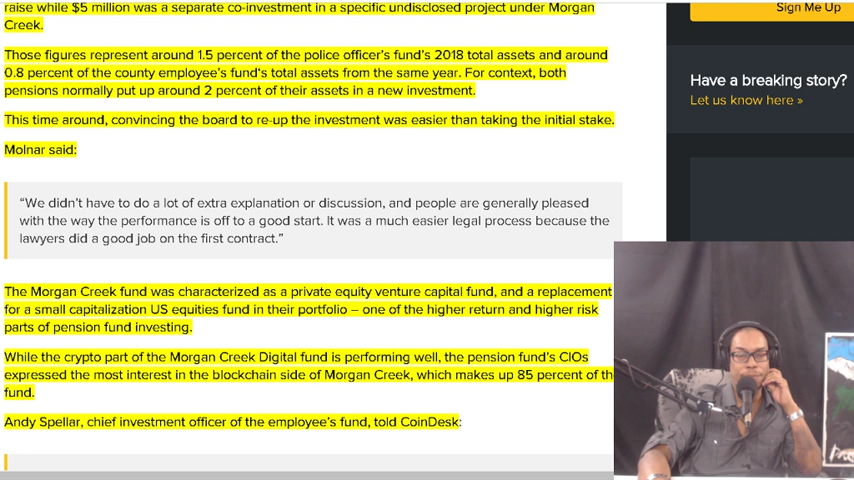 raise while $5 million was a separate co-investment in a specific undisclosed project under Morgan
Creek.
Those figures represent around 1.5 percent of the police officer's fund's 2018 total assets and around
0.8 percent of the county employee's fund's total assets from the same year. For context, both
pensions normally put up around 2 percent of their assets in a new investment.
This time around, convincing the board to re-up the investment was easier than taking the initial stake.
Molnar said:
“We didn't have to do a lot of extra explanation or discussion, and people are generally pleased
with the way the performance is off to a good start. It was a much easier legal process because the
lawyers did a good job on the first contract.”
The Morgan Creek fund was characterized as a private equity venture capital fund, and a replacement
for a small capitalization US equities fund in their portfolio – one of the higher return and higher risk
parts of pension fund investing.
While the crypto part of the Morgan Creek Digital fund is performing well, the pension fund's CIOs
expressed the most interest in the blockchain side of Morgan Creek, which makes up 85 percent of th
fund.
Andy Spellar, chief investment officer of the employee's fund, told CoinDesk:
Sign Me Up
Have a breaking story?
Let us know here »